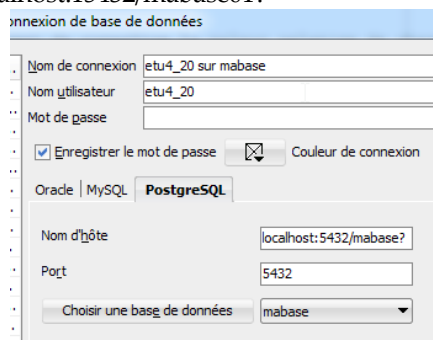 lhost:15432/mabase01?
onnexion de base de données
Nom de connexion etu4_20 sur mabase
Nom utilisateur etu4_20
Mot de passe
Enregistrer le mot de passe Couleur de connexion
Oracle MySQL PostgreSQL
Nom d'hôte localhost:5432/mabase?
Port 5432
Choisir une base de données mabase